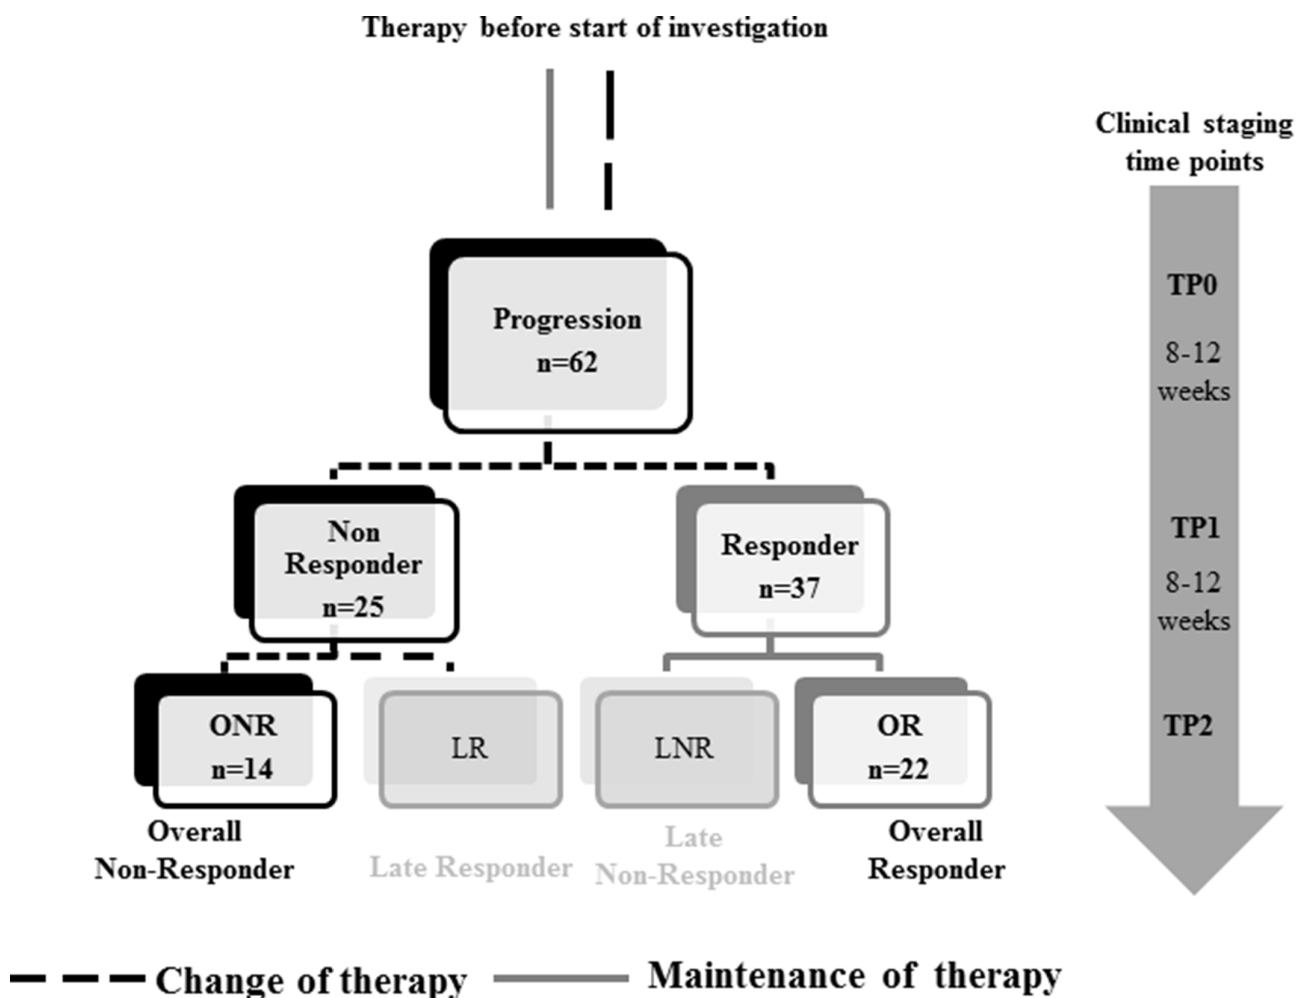 Therapy before start of investigation
Clinical staging
time points
TP0
8-12
weeks
Progression
n=62
TP1
8-12
weeks
Non
Responder
n=25
Responder
n=37
TP2
ONR
n=14
LR
LNR
OR
n=22
Overall
Non-Responder
Late Responder
Late
Non-Responder
Overall
Responder
Change of therapy
Maintenance of therapy